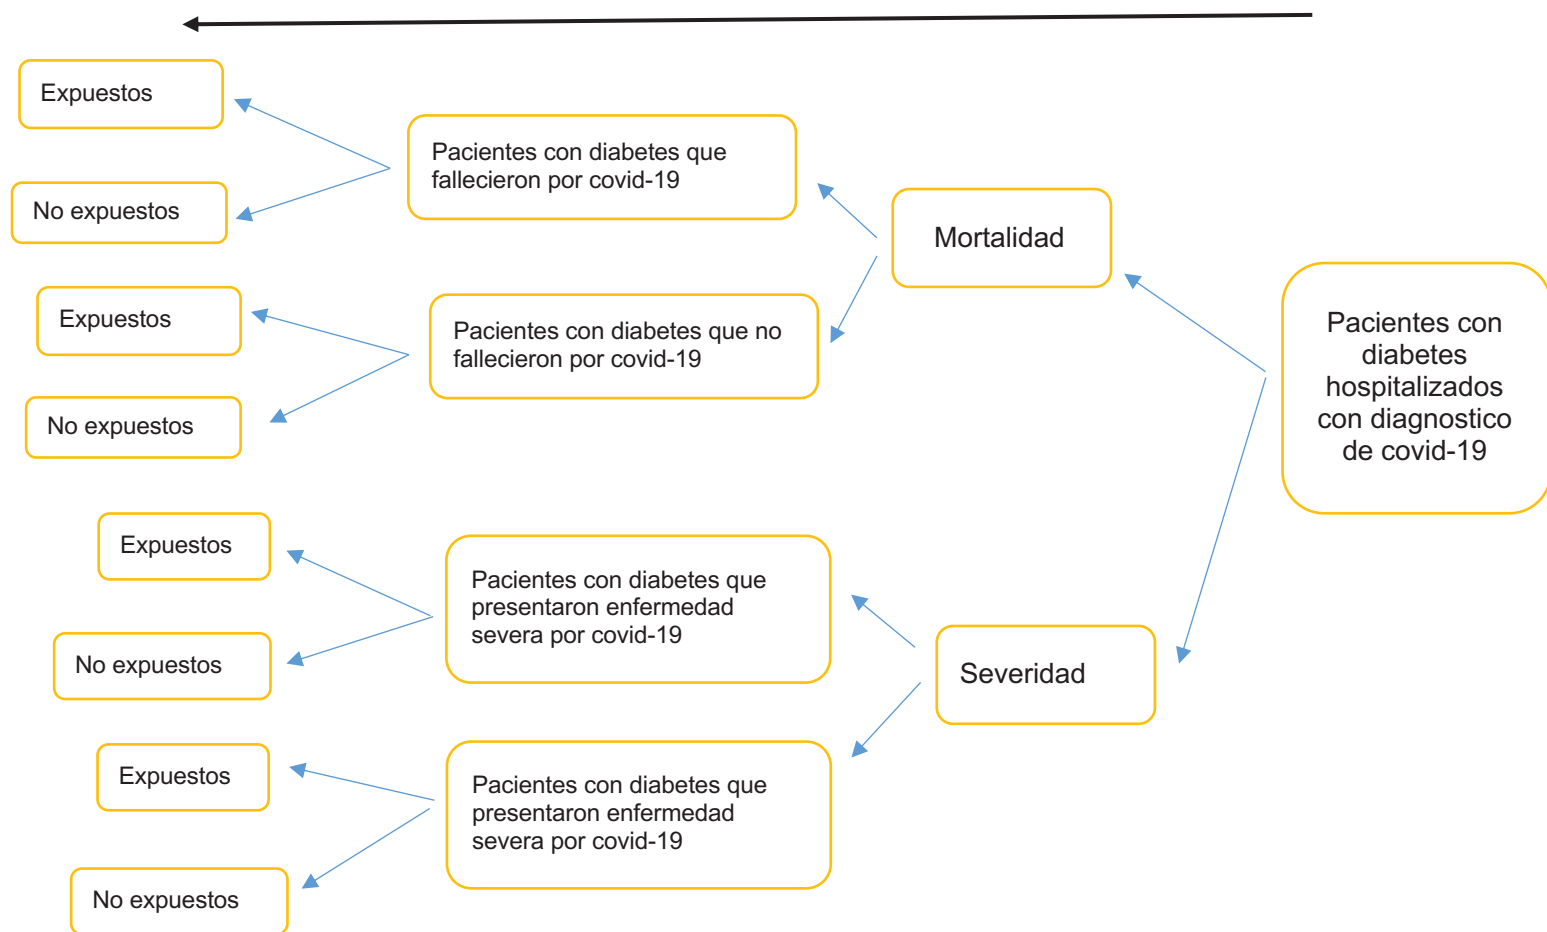 Expuestos
No expuestos
Pacientes con diabetes que
fallecieron por covid-19
Mortalidad
Expuestos
No expuestos
Pacientes con diabetes que no
fallecieron por covid-19
Pacientes con
diabetes
hospitalizados
con diagnostico
de covid-19
Expuestos
No expuestos
Pacientes con diabetes que
presentaron enfermedad
severa por covid-19
Severidad
Expuestos
No expuestos
Pacientes con diabetes que
presentaron enfermedad
severa por covid-19